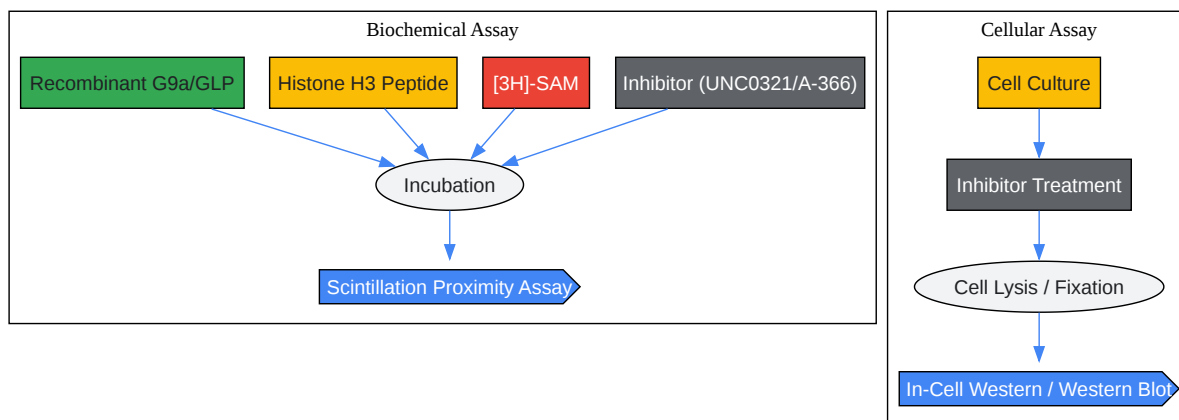 Biochemical Assay
Recombinant G9a/GLP
Histone H3 Peptide
[3H]-SAM
Inhibitor (UNC0321/A-366)
Incubation
Scintillation Proximity Assay
Cellular Assay
Cell Culture
Inhibitor Treatment
Cell Lysis / Fixation
In-Cell Western / Western Blot